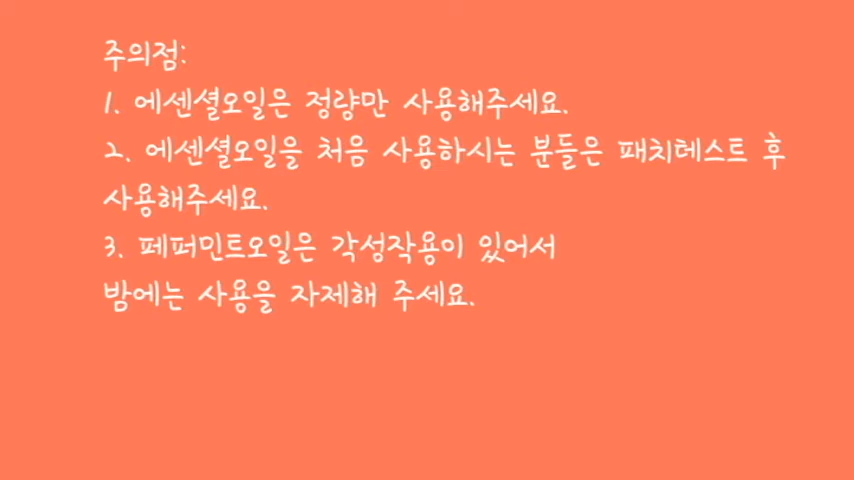 주의점:
1. 에센셜오일은 정량만 사용해주세요.
2. 에센셜오일을 처음 사용하시는 분들은 패치테스트 후
사용해주세요.
3. 페퍼민트오일은 각성작용이 있어서
밤에는 사용을 자제해 주세요.